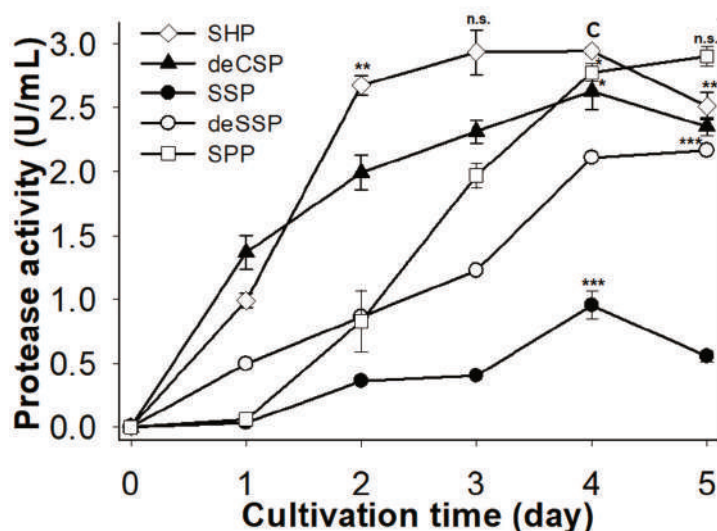 Protease activity (U/mL)
3.0
2.5
2.0
1.5
1.0
0.5
0.0
SHP
deCSP
SSP
deSSP
SPP
**
n.s.
C
*
*
***
n.s.
**
***
0 1 2 3 4 5
Cultivation time (day)